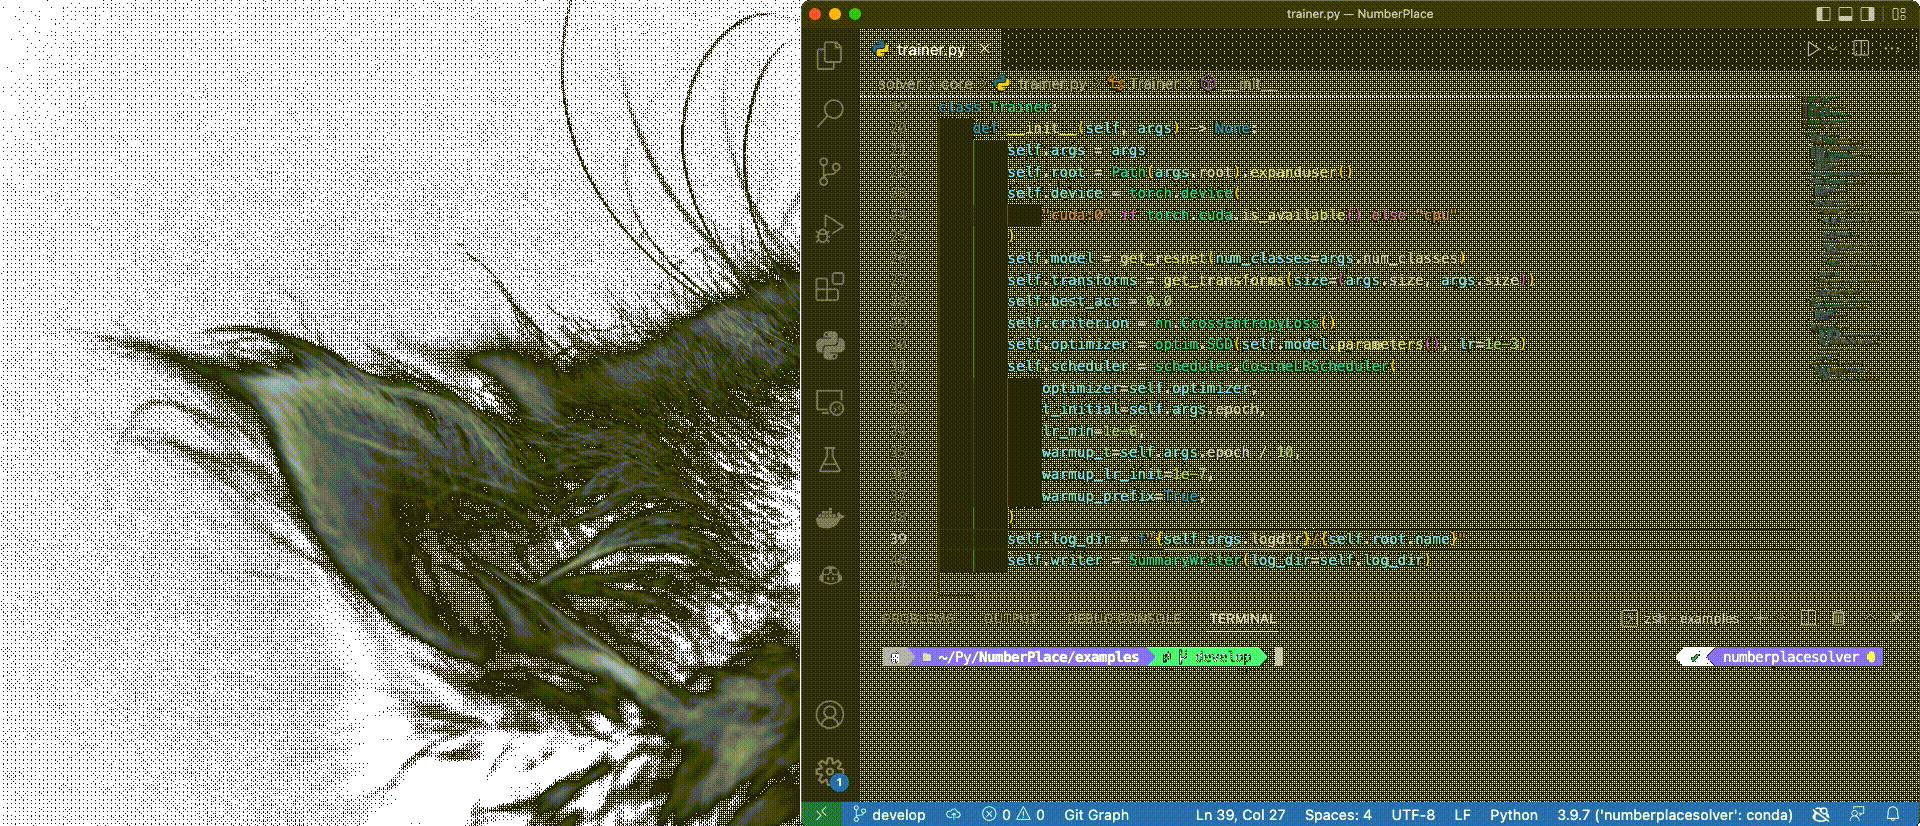 trainer.py — NumberPlace
trainer.py
solver core trainer.py Trainer __init__
class Trainer:
def __init__(self, args) -> None:
self.args = args
self.root = Path(args.root).expanduser()
self.device = torch.device(
"cuda:0" if torch.cuda.is_available() else "cpu"
)
self.model = get_resnet(num_classes=args.num_classes)
self.transforms = get_transforms(size=(args.size, args.size))
self.best_acc = 0.0
self.criterion = nn.CrossEntropyLoss()
self.optimizer = optim.SGD(self.model.parameters(), lr=1e-3)
self.scheduler = scheduler.CosineLRScheduler(
optimizer=self.optimizer,
t_initial=self.args.epoch,
lr_min=1e-6,
warmup_t=self.args.epoch / 10,
warmup_lr_init=1e-7,
warmup_prefix=True,
)
39 self.log_dir = f"{self.args.logdir}/{self.root.name}"
self.writer = SummaryWriter(log_dir=self.log_dir)
PROBLEMS OUTPUT DEBUG CONSOLE TERMINAL zsh - examples
~/Py/NumberPlace/examples develop numberplacesolver
1
develop 0 0 Git Graph Ln 39, Col 27 Spaces: 4 UTF-8 LF Python 3.9.7 ('numberplacesolver': conda)